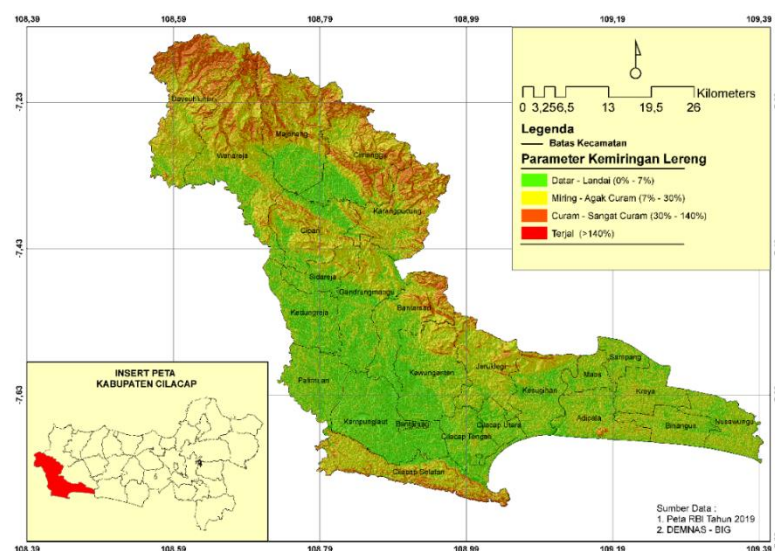 108,39 108,59 108,79 108,99 109,19 109,39
-7,23
-7,43
-7,63
Kilometers
0 3,25 6,5 13 19,5 26
Legenda
Batas Kecamatan
Parameter Kemiringan Lereng
Datar - Landai (0% - 7%)
Miring - Agak Curam (7% - 30%)
Curam - Sangat Curam (30% - 140%)
Terjal (>140%)
Dayeuhluhur
Majenang
Wanareja
Cimanggu
Karangpucung
Cipari
Sidareja
Gandrungmangu
Kedungreja
Bantarsari
Sampang
Jeruklegi
Maos
Kawunganten
Kesugihan
Kroya
Patimuan
Adipala
Binangun
Nusawungu
Kampunglaut
Cilacap Utara
Cilacap Tengah
Cilacap Selatan
INSERT PETA
KABUPATEN CILACAP
Sumber Data :
1. Peta RBI Tahun 2019
2. DEMNAS - BIG
108,39 108,59 108,79 108,99 109,19 109,39